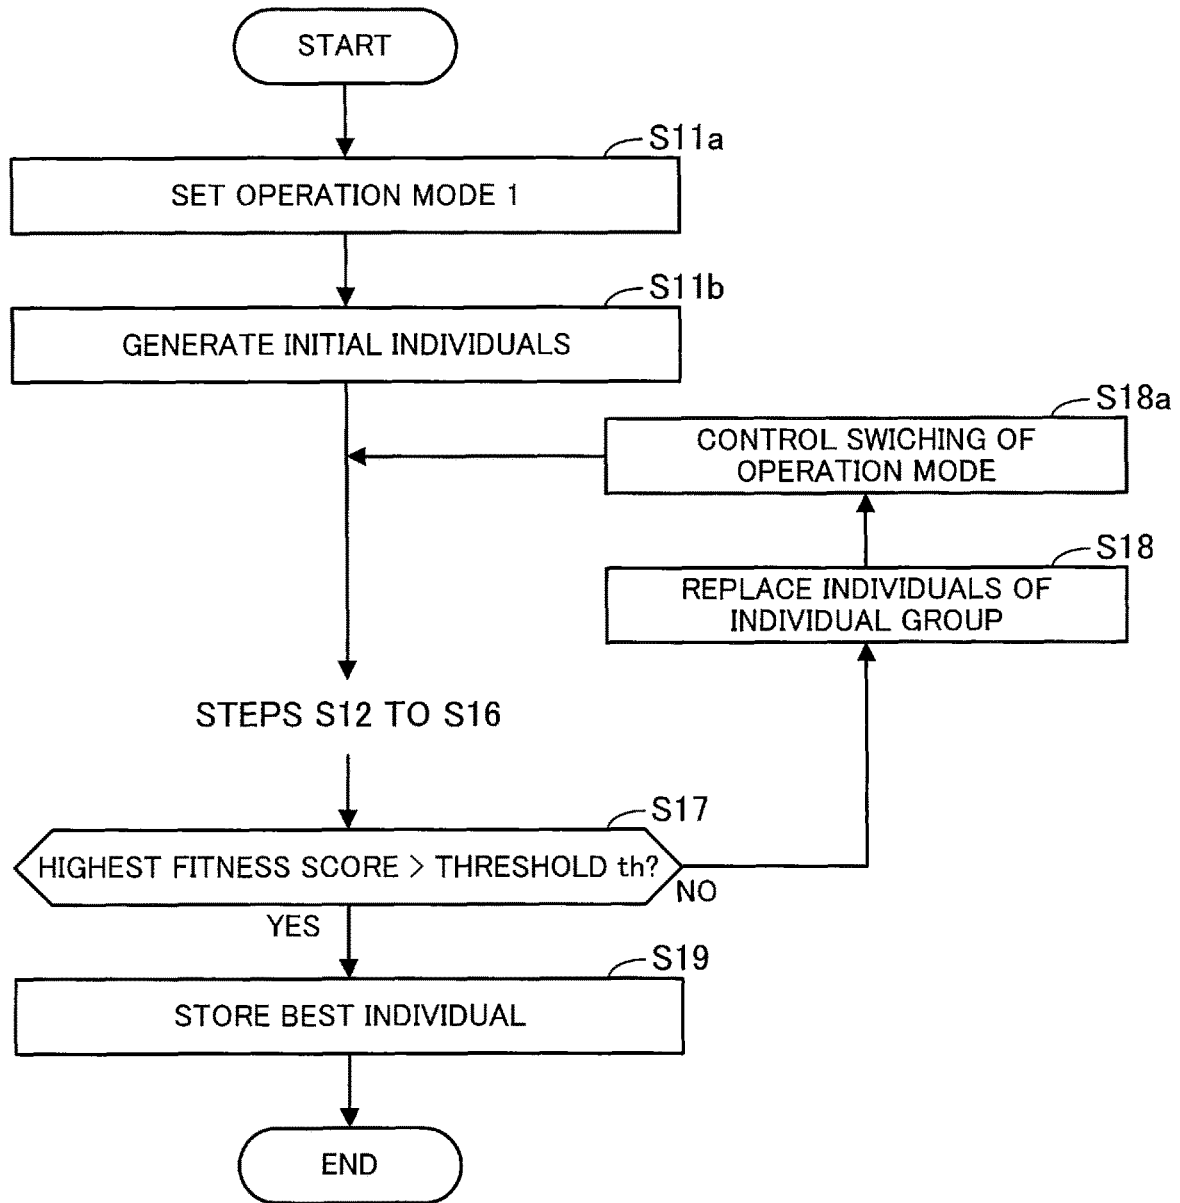 START
S11a
SET OPERATION MODE 1
S11b
GENERATE INITIAL INDIVIDUALS
S18a
CONTROL SWICHING OF
OPERATION MODE
S18
REPLACE INDIVIDUALS OF
INDIVIDUAL GROUP
STEPS S12 TO S16
S17
HIGHEST FITNESS SCORE > THRESHOLD th?
NO
YES
S19
STORE BEST INDIVIDUAL
END